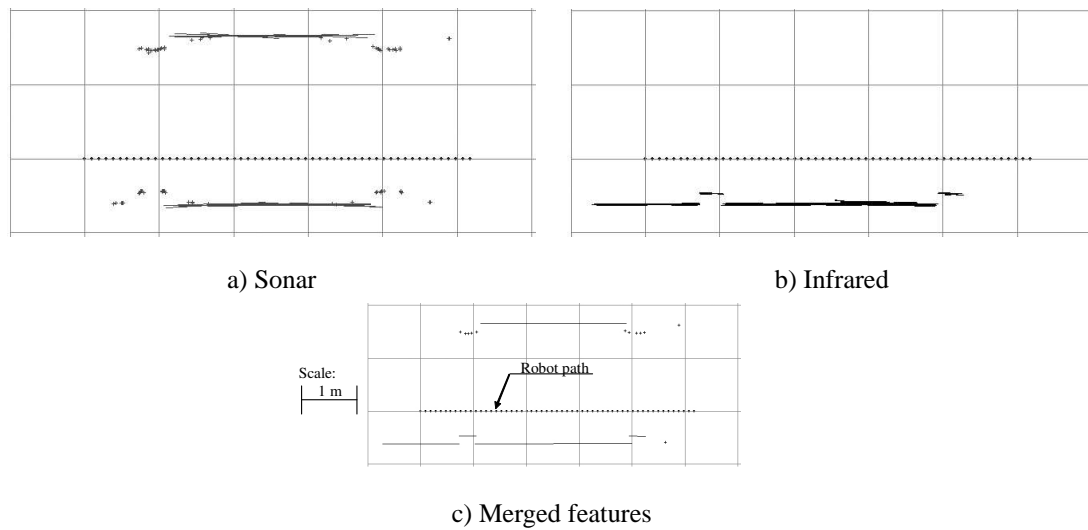 a) Sonar
b) Infrared
Scale:
1 m
Robot path
c) Merged features